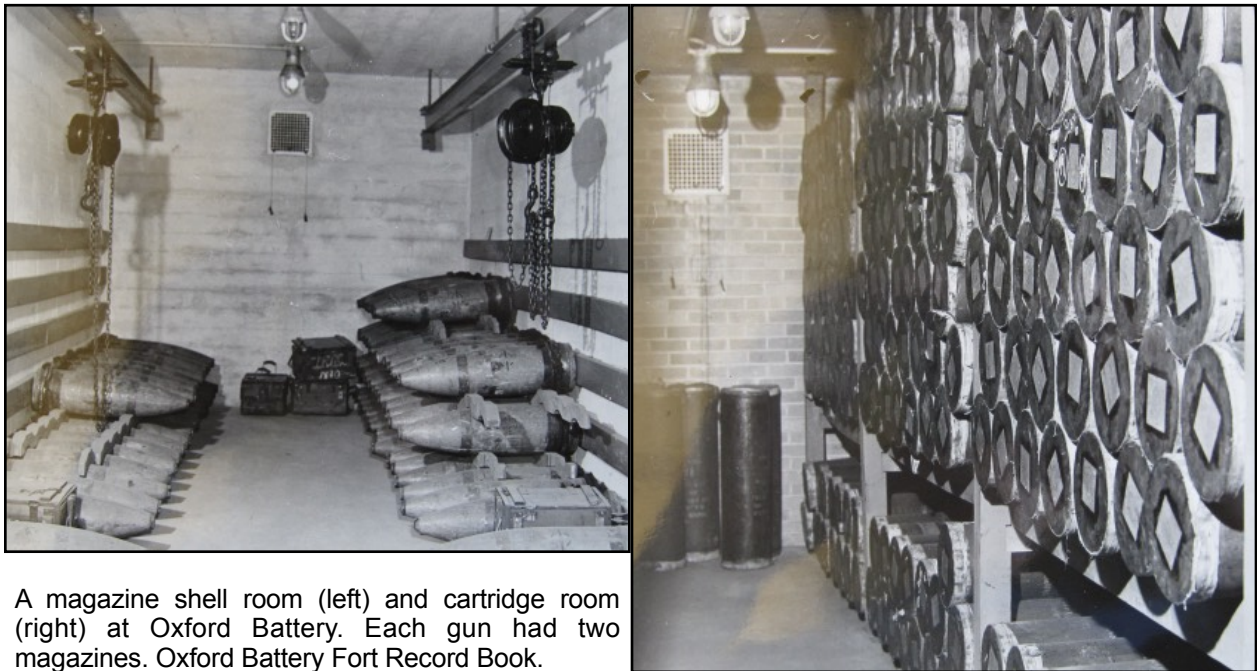 A magazine shell room (left) and cartridge room
(right) at Oxford Battery. Each gun had two
magazines. Oxford Battery Fort Record Book.